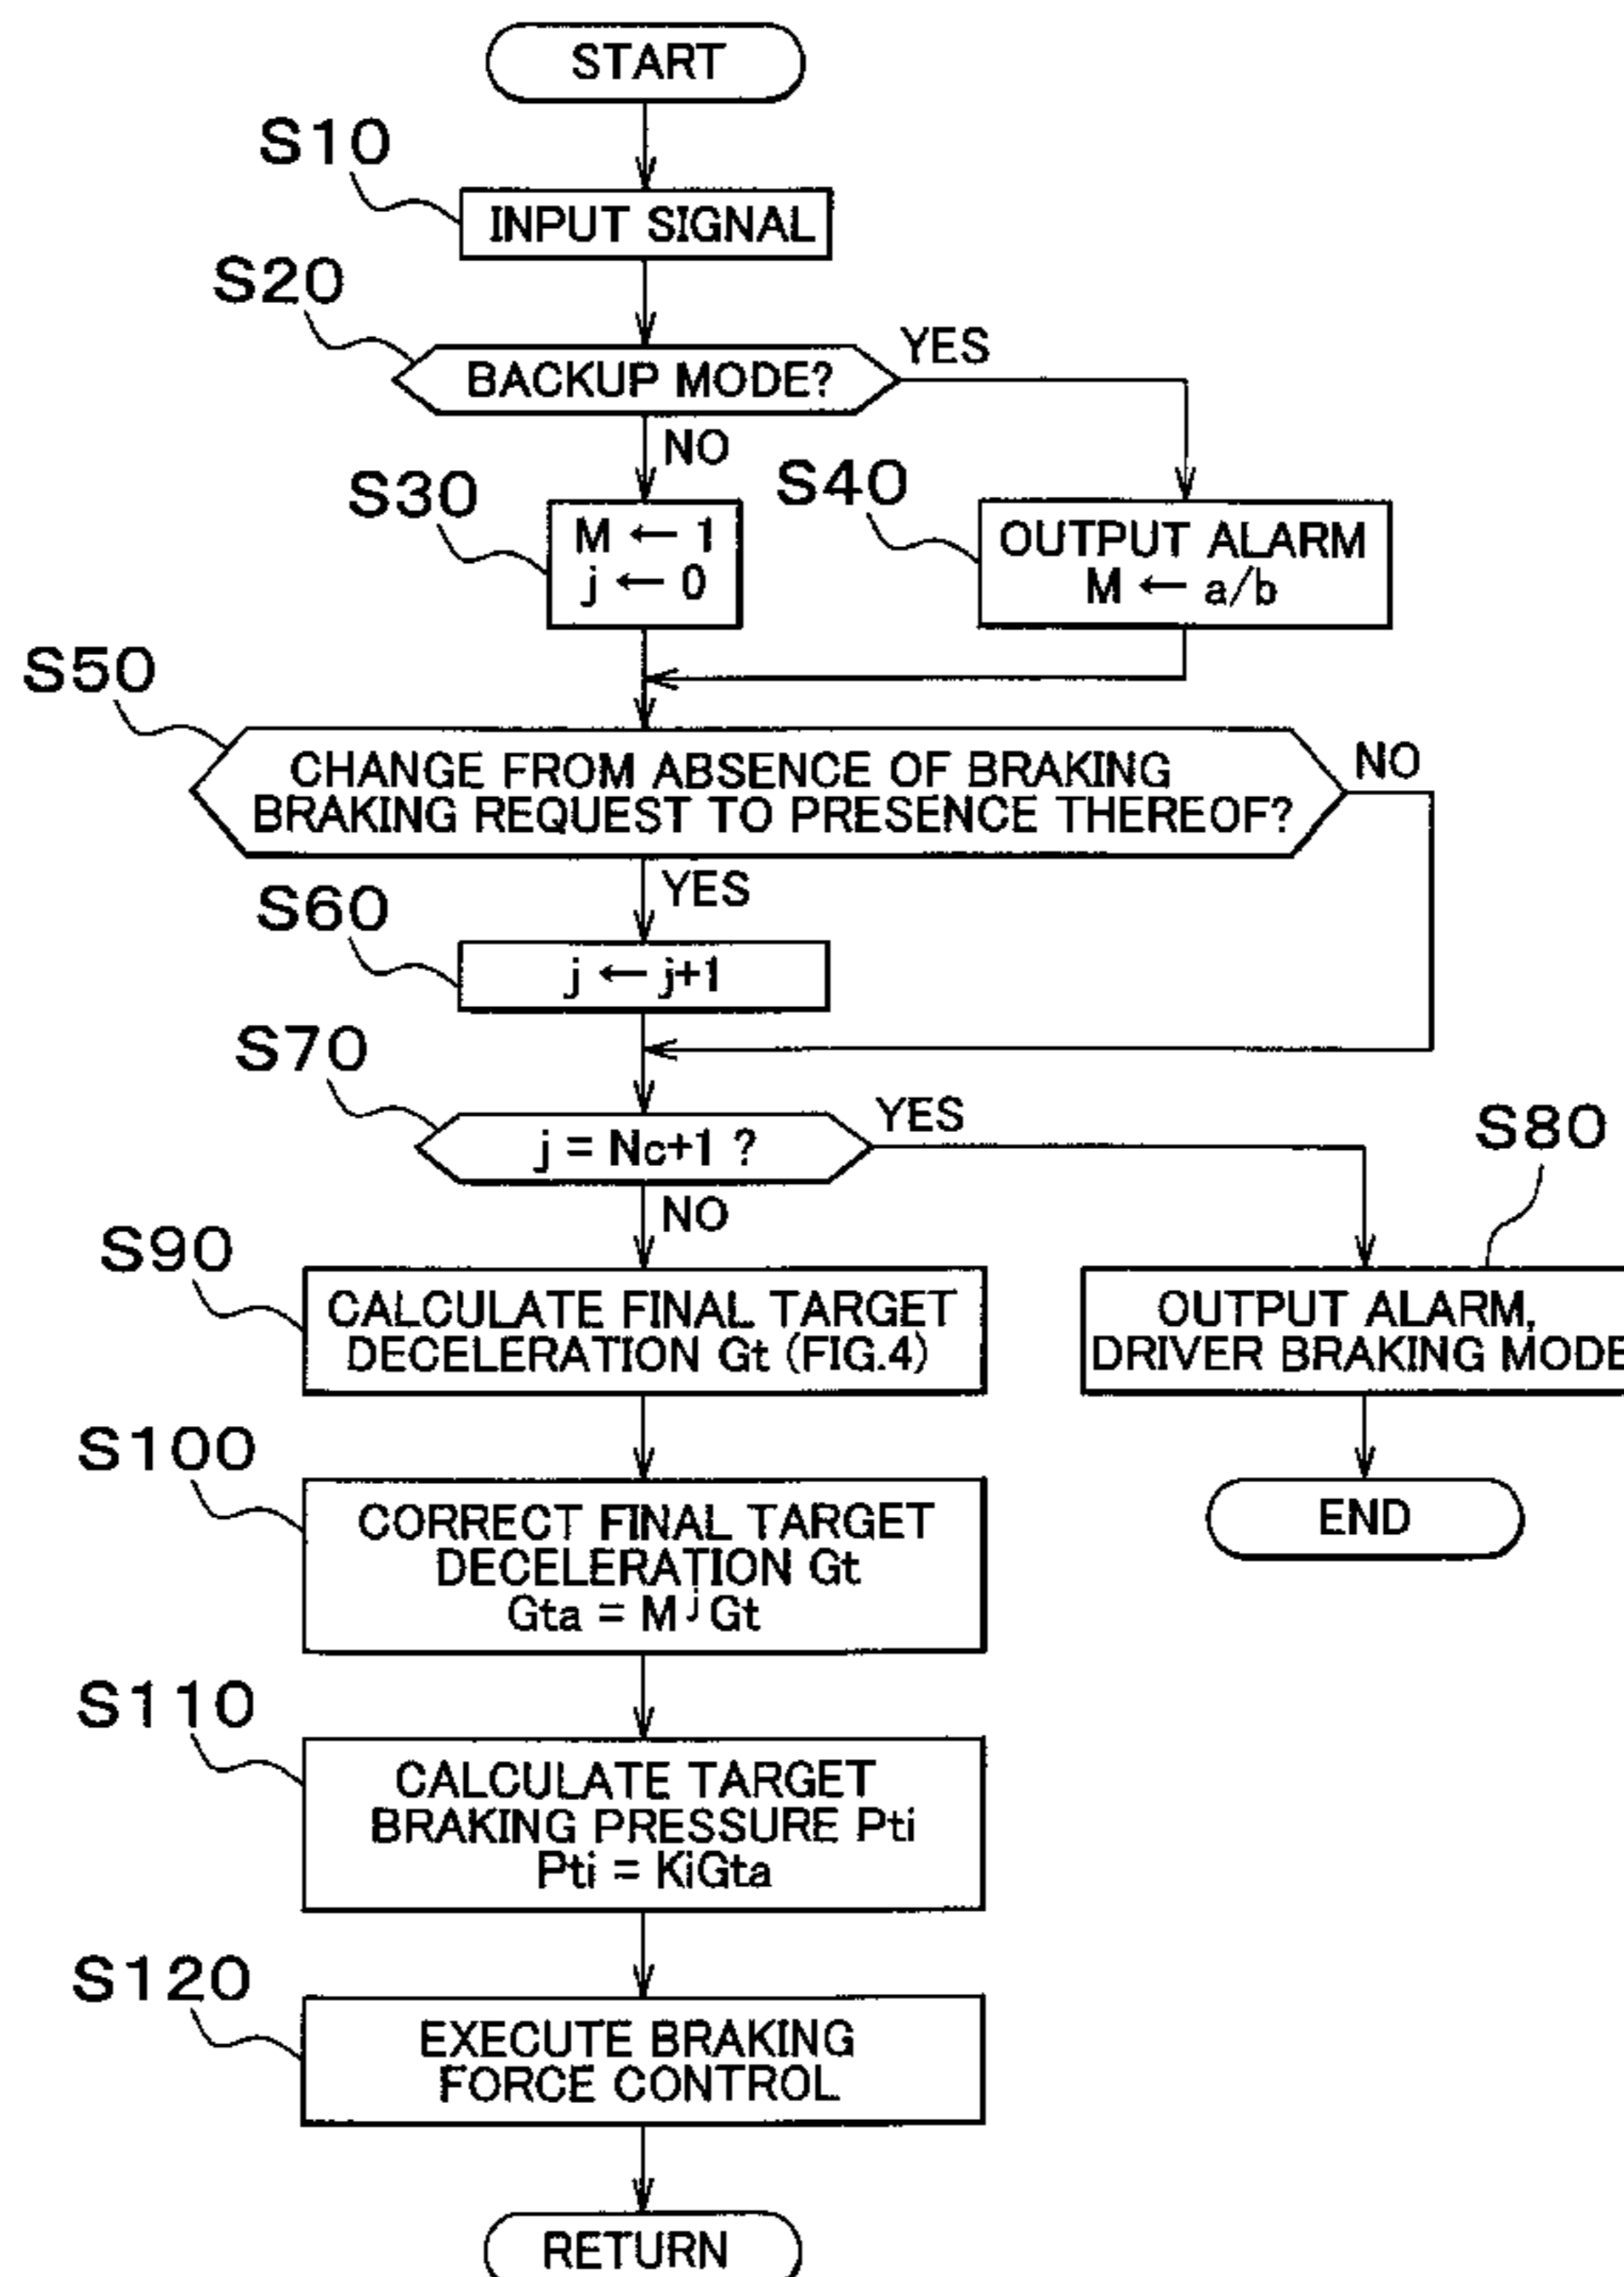 START
S10
INPUT SIGNAL
S20
BACKUP MODE?
YES
NO
S30
M ← 1
j ← 0
S40
OUTPUT ALARM
M ← a/b
S50
CHANGE FROM ABSENCE OF BRAKING
BRAKING REQUEST TO PRESENCE THEREOF?
NO
YES
S60
j ← j+1
S70
j = Nc+1 ?
YES
NO
S80
OUTPUT ALARM,
DRIVER BRAKING MODE
END
S90
CALCULATE FINAL TARGET
DECELERATION Gt (FIG.4)
S100
CORRECT FINAL TARGET
DECELERATION Gt
Gta = M^j Gt
S110
CALCULATE TARGET
BRAKING PRESSURE Pti
Pti = KiGta
S120
EXECUTE BRAKING
FORCE CONTROL
RETURN